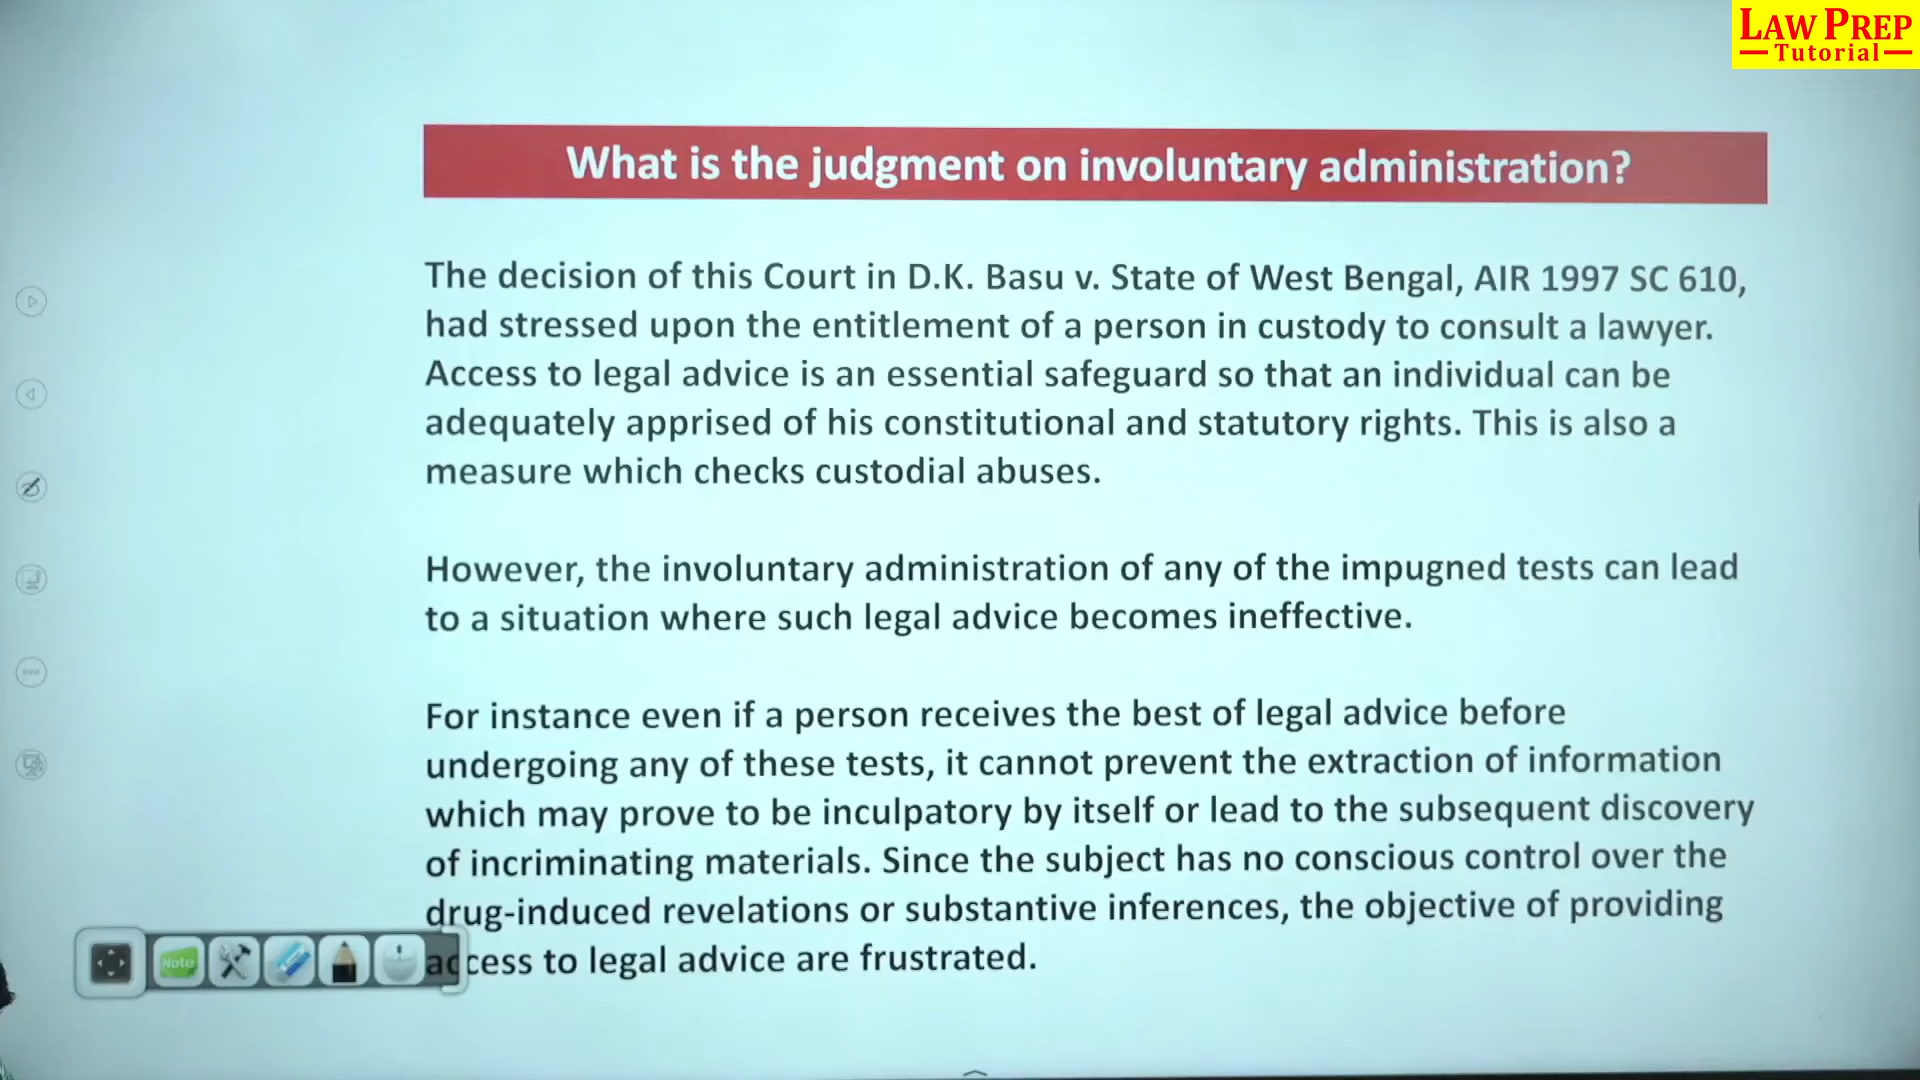 LAW PREP
Tutorial
What is the judgment on involuntary administration?
The decision of this Court in D.K. Basu v. State of West Bengal, AIR 1997 SC 610,
had stressed upon the entitlement of a person in custody to consult a lawyer.
Access to legal advice is an essential safeguard so that an individual can be
adequately apprised of his constitutional and statutory rights. This is also a
measure which checks custodial abuses.
However, the involuntary administration of any of the impugned tests can lead
to a situation where such legal advice becomes ineffective.
For instance even if a person receives the best of legal advice before
undergoing any of these tests, it cannot prevent the extraction of information
which may prove to be inculpatory by itself or lead to the subsequent discovery
of incriminating materials. Since the subject has no conscious control over the
drug-induced revelations or substantive inferences, the objective of providing
access to legal advice are frustrated.
Note